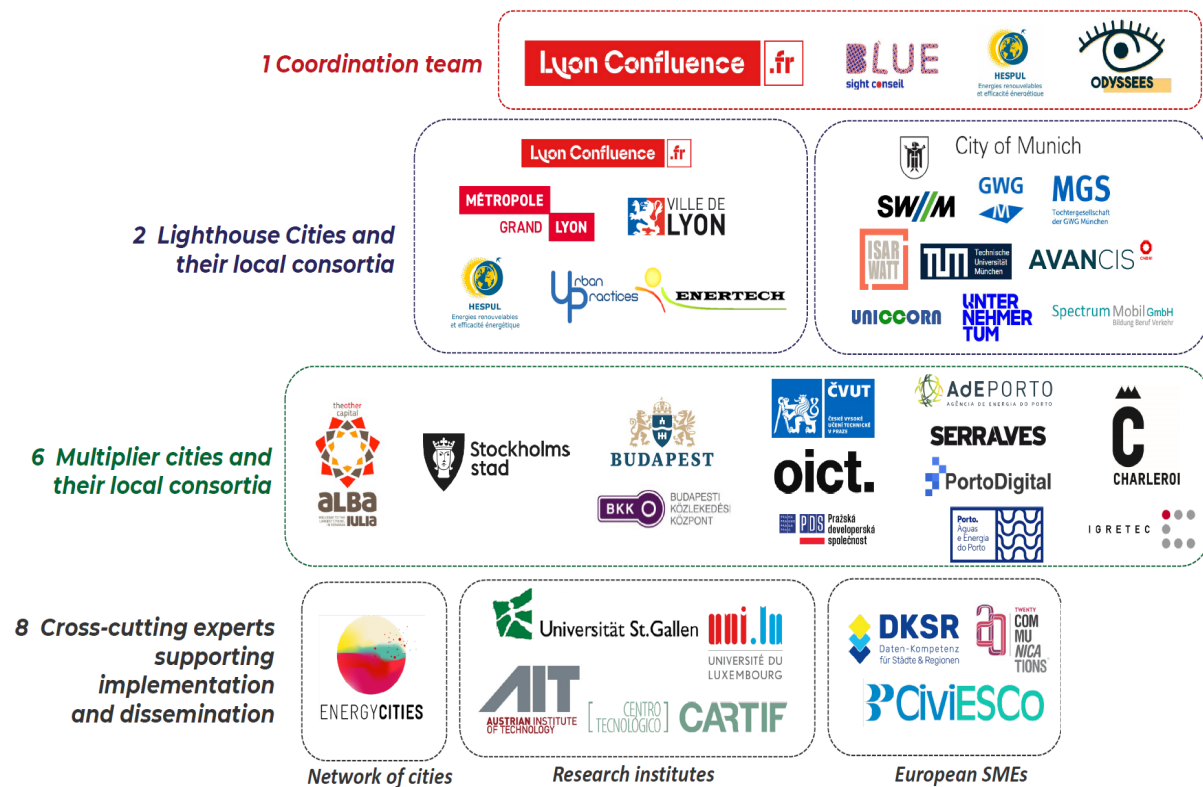 1 Coordination team
Lyon Confluence .fr
BLUE
sight conseil
HESPUL
Energies renouvelables
et efficacité énergétique
ODYSSEES
2 Lighthouse Cities and
their local consortia
Lyon Confluence .fr
MÉTROPOLE
GRAND LYON
VILLE DE
LYON
HESPUL
Energies renouvelables
et efficacité énergétique
Urban
Practices
ENERTECH
City of Munich
SW//M
GWG
M
MGS
Tochtergesellschaft
der GWG München
ISAR
WATT
TUM
Technische
Universität
München
AVANCIS
CNBM
UNICCORN
UNTER
NEHMER
TUM
Spectrum Mobil GmbH
Bildung Beruf Verkehr
6 Multiplier cities and
their local consortia
theother
capital
alba
IULIA
Stockholms
stad
BUDAPEST
BKK
BUDAPESTI
KÖZLEKEDÉSI
KÖZPONT
ČVUT
ČESKÉ VYSOKÉ
UČENÍ TECHNICKÉ
V PRAZE
oict.
PDS
Pražská
developerská
společnost
AdEPORTO
AGÊNCIA DE ENERGIA DO PORTO
SERRALVES
PortoDigital
Porto.
Águas
e Energia
do Porto
Č
CHARLEROI
IGRETEC
8 Cross-cutting experts
supporting
implementation
and dissemination
ENERGYCITIES
Network of cities
Universität St.Gallen
uni.lu
UNIVERSITÉ DU
LUXEMBOURG
AIT
AUSTRIAN INSTITUTE
OF TECHNOLOGY
CENTRO
TECNOLÓGICO
CARTIF
Research institutes
DKSR
Daten-Kompetenz
für Städte & Regionen
TWENTY
COM
MU
NICA
TIONS
CiviESCo
European SMEs